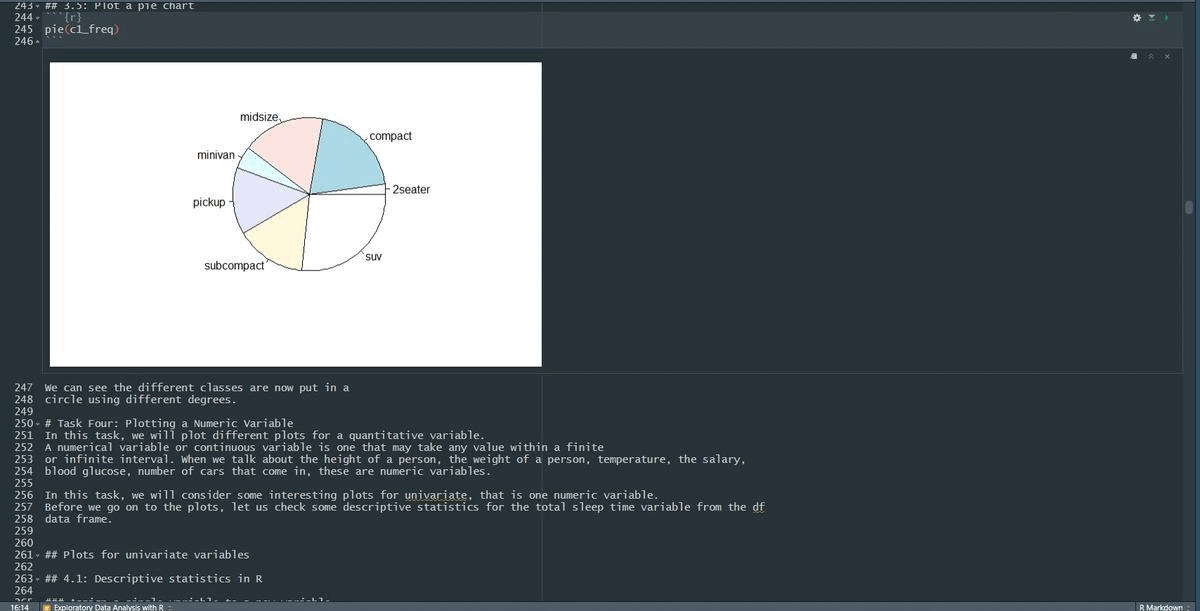 243 ## 3.5: Plot a pie chart
244 ```{r}
245 pie(c1_freq)
246 ```
midsize
compact
minivan
2seater
pickup
suv
subcompact
247 We can see the different classes are now put in a
248 circle using different degrees.
249
250 # Task Four: Plotting a Numeric Variable
251 In this task, we will plot different plots for a quantitative variable.
252 A numerical variable or continuous variable is one that may take any value within a finite
253 or infinite interval. When we talk about the height of a person, the weight of a person, temperature, the salary,
254 blood glucose, number of cars that come in, these are numeric variables.
255
256 In this task, we will consider some interesting plots for univariate, that is one numeric variable.
257 Before we go on to the plots, let us check some descriptive statistics for the total sleep time variable from the df
258 data frame.
259
260
261 ## Plots for univariate variables
262
263 ## 4.1: Descriptive statistics in R
264
265 ### Assign a single variable to a new variable
16:14 Exploratory Data Analysis with R R Markdown